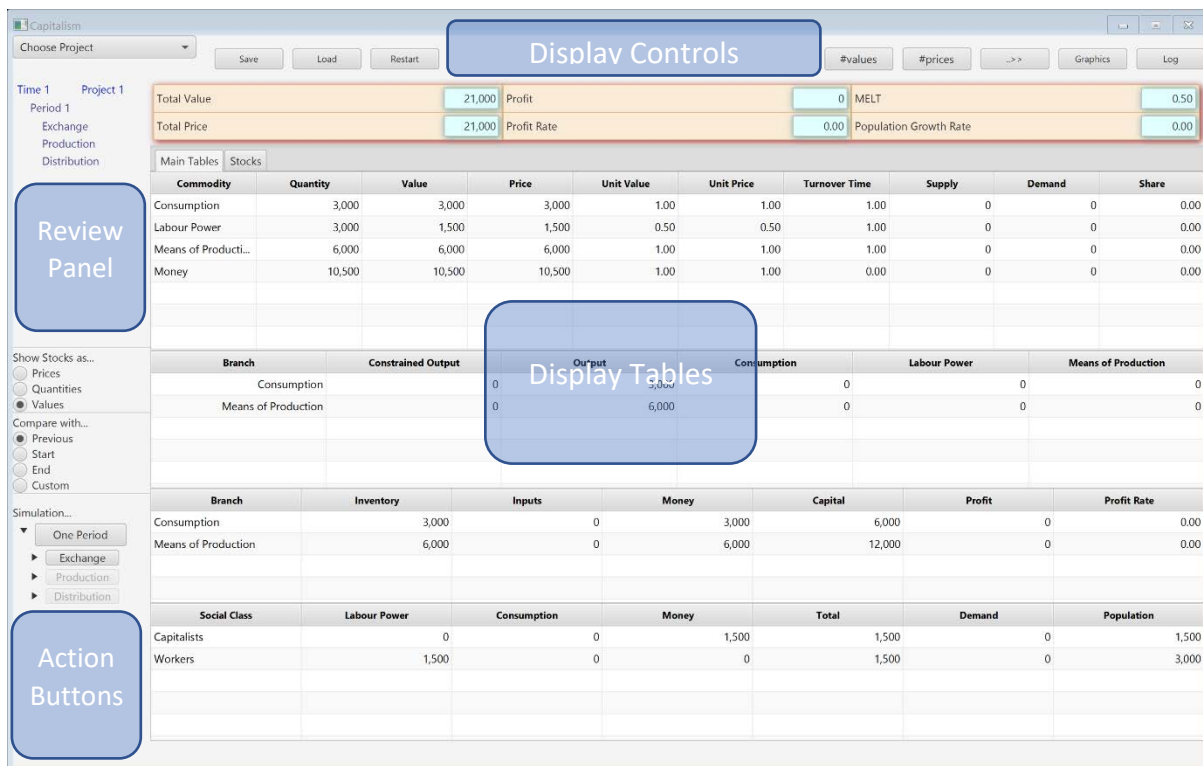 Capitalism
Choose Project
Save Load Restart Display Controls #values #prices ..>> Graphics Log
Time 1 Project 1
Period 1
Exchange
Production
Distribution
Total Value 21,000 Profit 0 MELT 0.50
Total Price 21,000 Profit Rate 0.00 Population Growth Rate 0.00
Main Tables Stocks
Commodity Quantity Value Price Unit Value Unit Price Turnover Time Supply Demand Share
Consumption 3,000 3,000 3,000 1.00 1.00 1.00 0 0 0.00
Labour Power 3,000 1,500 1,500 0.50 0.50 1.00 0 0 0.00
Means of Producti... 6,000 6,000 6,000 1.00 1.00 1.00 0 0 0.00
Money 10,500 10,500 10,500 1.00 1.00 0.00 0 0 0.00
Review
Panel
Display Tables
Show Stocks as...
Prices
Quantities
Values
Compare with...
Previous
Start
End
Custom
Branch Constrained Output Output Consumption Labour Power Means of Production
Consumption 0 3,000 0 0 0
Means of Production 0 6,000 0 0 0
Simulation...
One Period
Exchange
Production
Distribution
Branch Inventory Inputs Money Capital Profit Profit Rate
Consumption 3,000 0 3,000 6,000 0 0.00
Means of Production 6,000 0 6,000 12,000 0 0.00
Social Class Labour Power Consumption Money Total Demand Population
Capitalists 0 0 1,500 1,500 0 1,500
Workers 1,500 0 0 1,500 0 3,000
Action
Buttons